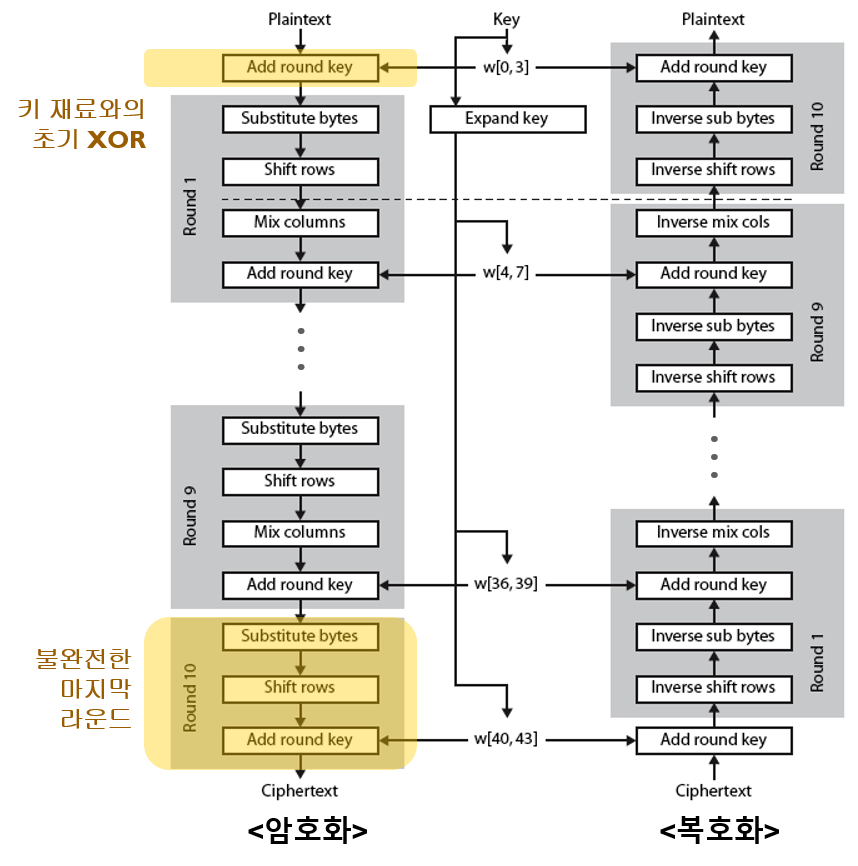 Plaintext
Key
Plaintext
Add round key
w[0, 3]
Add round key
키 재료와의
초기 XOR
Substitute bytes
Expand key
Inverse sub bytes
Shift rows
Inverse shift rows
Round 1
Round 10
Mix columns
Inverse mix cols
Add round key
w[4, 7]
Add round key
Inverse sub bytes
Inverse shift rows
Round 9
Substitute bytes
Shift rows
Round 9
Mix columns
Inverse mix cols
Add round key
w[36, 39]
Add round key
불완전한
마지막
라운드
Substitute bytes
Inverse sub bytes
Shift rows
Inverse shift rows
Round 10
Round 1
Add round key
w[40, 43]
Add round key
Ciphertext
Ciphertext
<암호화>
<복호화>